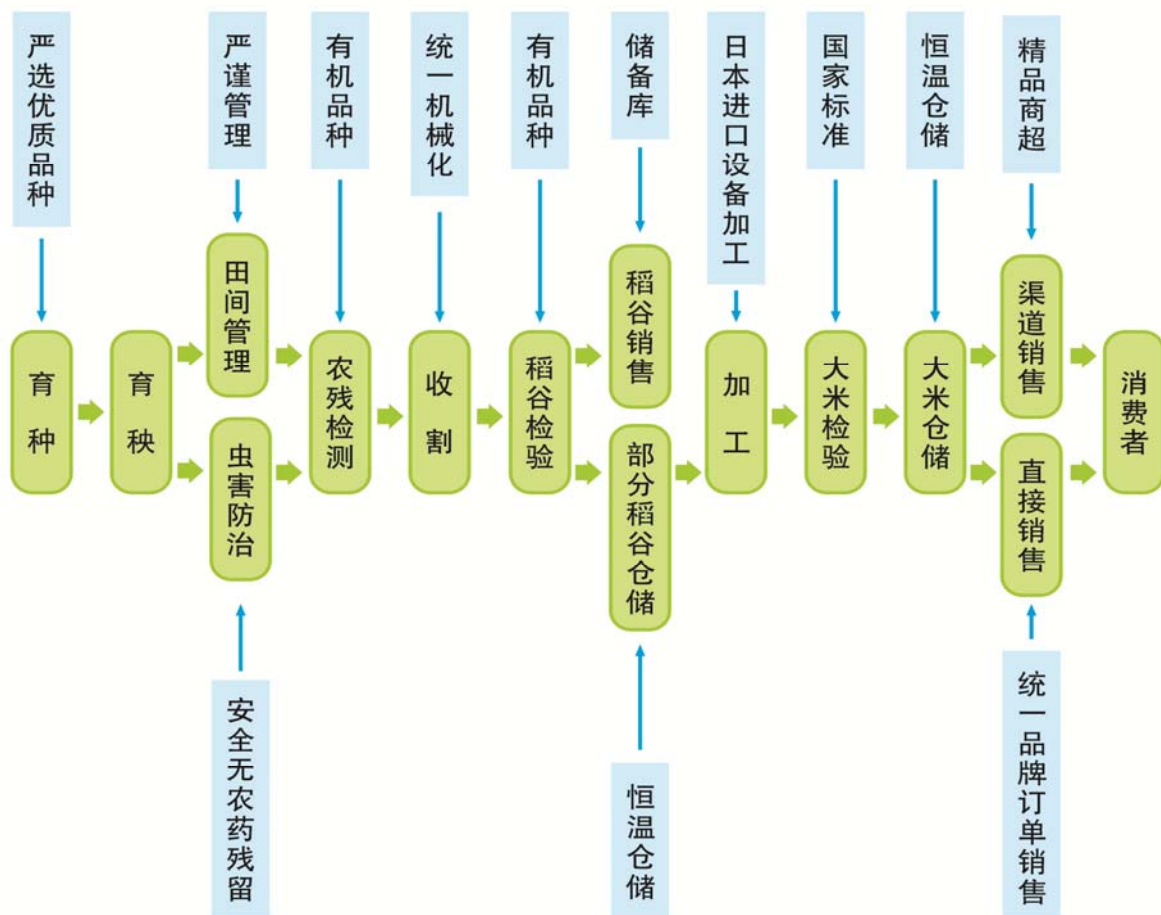 严选优质品种
严谨管理
有机品种
统一机械化
有机品种
储备库
日本进口设备加工
国家标准
恒温仓储
精品商超
育种
育秧
田间管理
虫害防治
农残检测
收割
稻谷检验
稻谷销售
部分稻谷仓储
加工
大米检验
大米仓储
渠道销售
直接销售
消费者
安全无农药残留
恒温仓储
统一品牌订单销售